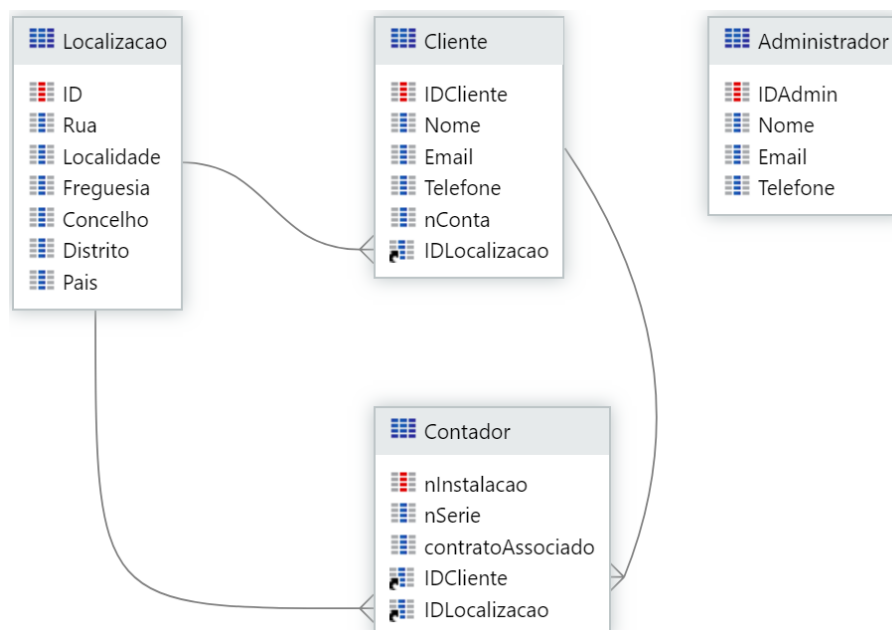 Localizacao
ID
Rua
Localidade
Freguesia
Concelho
Distrito
Pais
Cliente
IDCliente
Nome
Email
Telefone
nConta
IDLocalizacao
Administrador
IDAdmin
Nome
Email
Telefone
Contador
nInstalacao
nSerie
contratoAssociado
IDCliente
IDLocalizacao